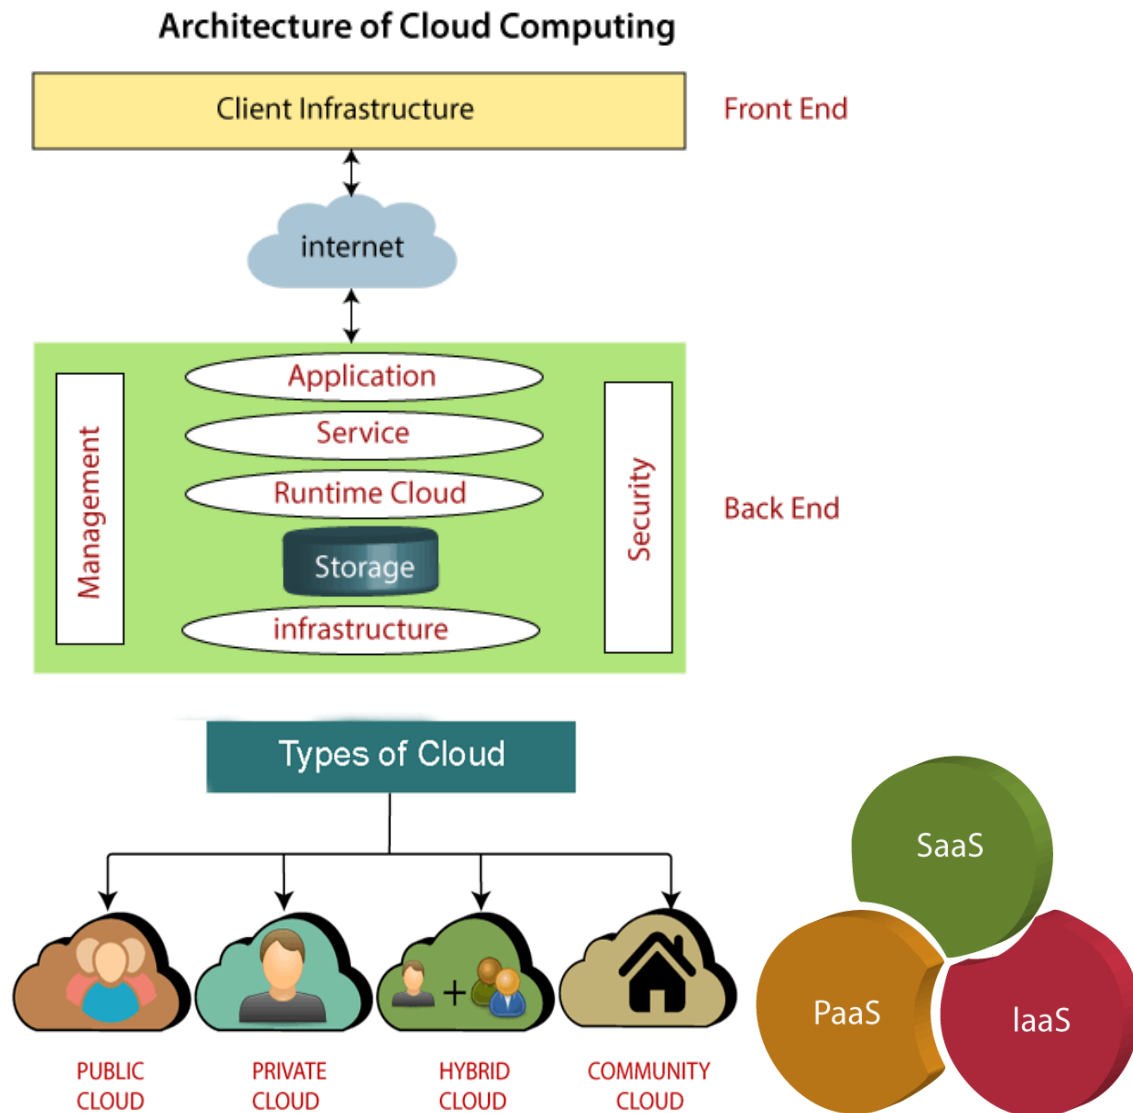 Architecture of Cloud Computing
Client Infrastructure
Front End
internet
Application
Service
Runtime Cloud
Storage
infrastructure
Management
Security
Back End
Types of Cloud
PUBLIC
CLOUD
PRIVATE
CLOUD
HYBRID
CLOUD
COMMUNITY
CLOUD
SaaS
PaaS
IaaS